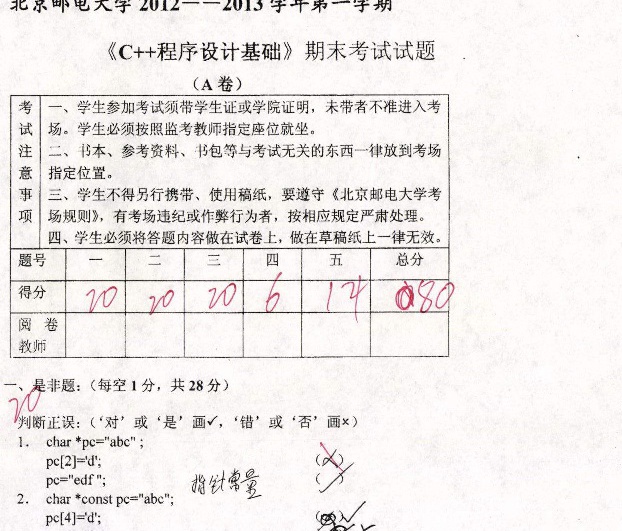 北京邮电大学 2012——2013 学年第一学期
《C++程序设计基础》期末考试试题
（A 卷）
考试注意事项
一、学生参加考试须带学生证或学院证明，未带者不准进入考
场。学生必须按照监考教师指定座位就坐。
二、书本、参考资料、书包等与考试无关的东西一律放到考场
指定位置。
三、学生不得另行携带、使用稿纸，要遵守《北京邮电大学考
场规则》，有考场违纪或作弊行为者，按相应规定严肃处理。
四、学生必须将答题内容做在试卷上，做在草稿纸上一律无效。
题号 一 二 三 四 五 总分
得分 20 20 20 6 14 80
阅 卷
教师
一、是非题：（每空 1 分，共 28 分）
20
判断正误：（‘对’或‘是’画✓，‘错’或‘否’画×）
1. char *pc="abc" ;
pc[2]='d'; (×)
pc="edf "; (✓)
指针常量
2. char *const pc="abc";
pc[4]='d';